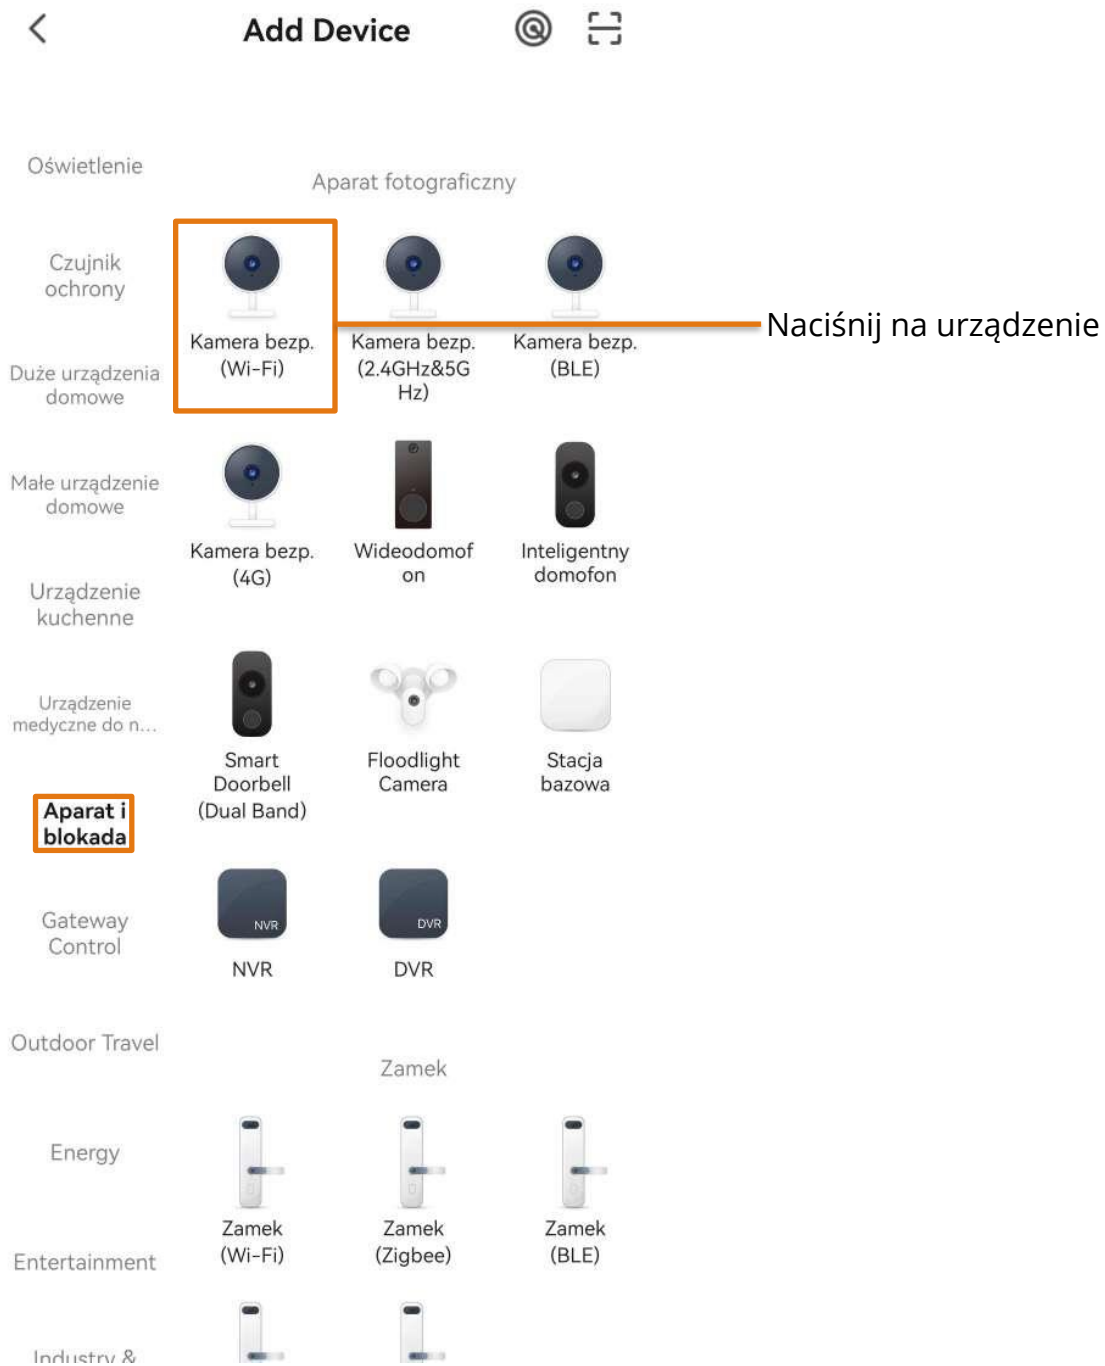 Add Device
Oświetlenie
Czujnik
ochrony
Duże urządzenia
domowe
Małe urządzenie
domowe
Urządzenie
kuchenne
Urządzenie
medyczne do n...
Aparat i
blokada
Gateway
Control
Outdoor Travel
Energy
Entertainment
Industry &
Aparat fotograficzny
Kamera bezp.
(Wi-Fi)
Kamera bezp.
(2.4GHz&5G
Hz)
Kamera bezp.
(BLE)
Naciśnij na urządzenie
Kamera bezp.
(4G)
Wideodomof
on
Inteligentny
domofon
Smart
Doorbell
(Dual Band)
Floodlight
Camera
Stacja
bazowa
NVR
NVR
DVR
DVR
Zamek
Zamek
(Wi-Fi)
Zamek
(Zigbee)
Zamek
(BLE)